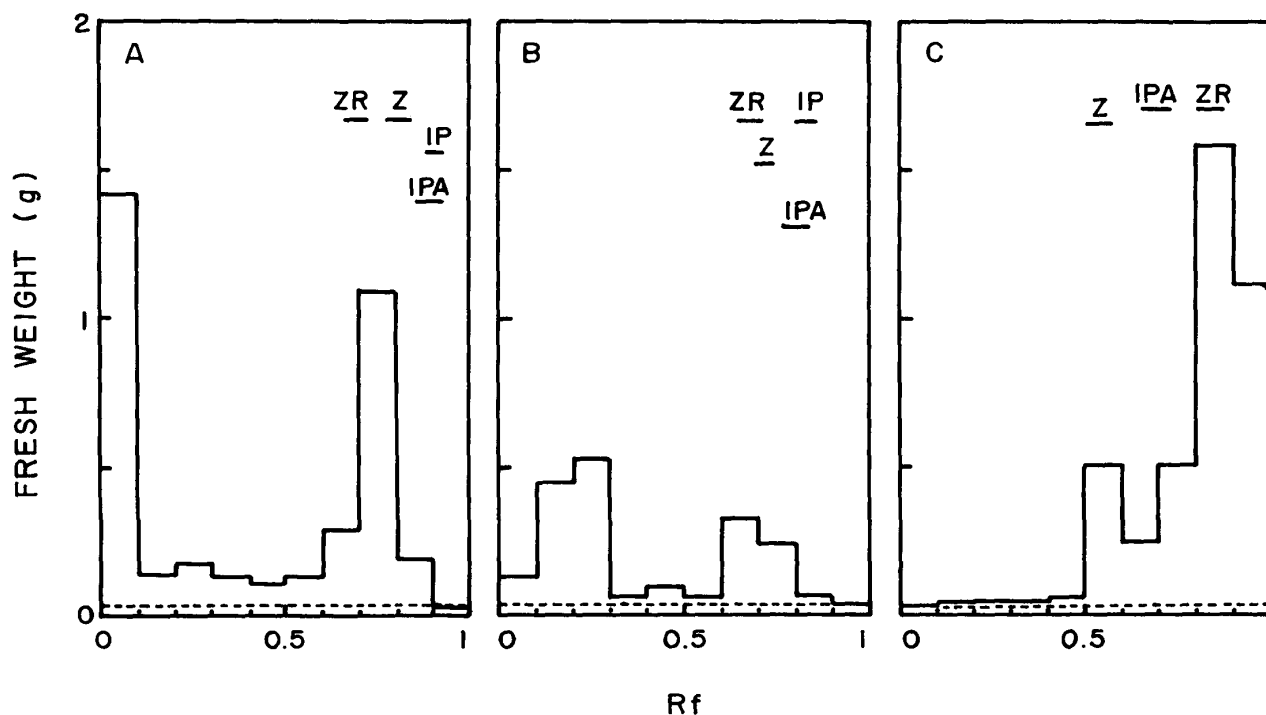 2
A
B
C
ZR Z
ZR IP
Z IPA ZR
IP
Z
IPA
IPA
FRESH WEIGHT (g)
1
0
0 0.5 1
0 0.5 1
0 0.5
Rf